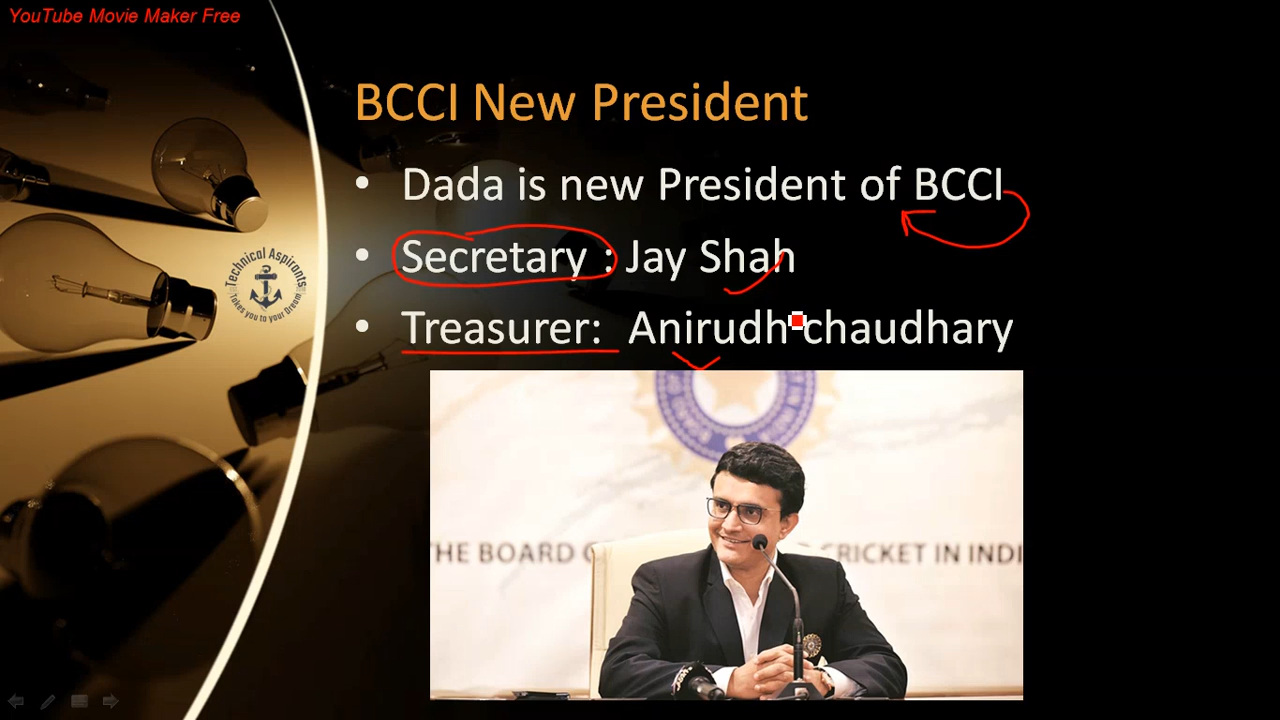 YouTube Movie Maker Free
BCCI New President
• Dada is new President of BCCI
• Secretary : Jay Shah
• Treasurer: Anirudh chaudhary
Technical Aspirants
Takes you to your Dream
HE BOARD
CRICKET IN INDI